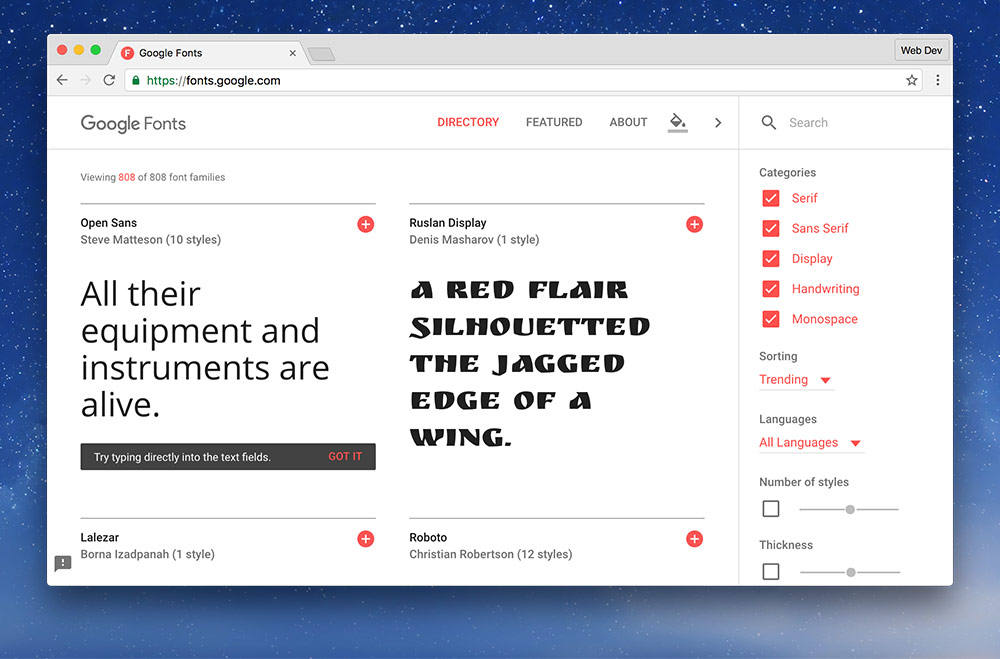 Google Fonts
Web Dev
https://fonts.google.com
Google Fonts
DIRECTORY
FEATURED
ABOUT
Search
Viewing 808 of 808 font families
Open Sans
Steve Matteson (10 styles)
All their
equipment and
instruments are
alive.
Try typing directly into the text fields. GOT IT
Ruslan Display
Denis Masharov (1 style)
A RED FLAIR
SILHOUETTED
THE JAGGED
EDGE OF A
WING.
Lalezar
Borna Izadpanah (1 style)
Roboto
Christian Robertson (12 styles)
Categories
Serif
Sans Serif
Display
Handwriting
Monospace
Sorting
Trending
Languages
All Languages
Number of styles
Thickness